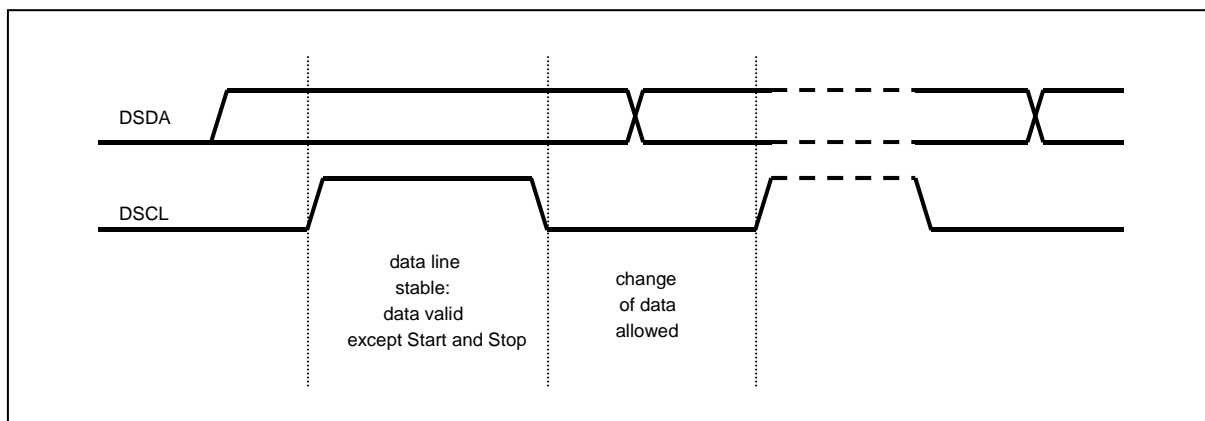 DSDA
DSCL
data line
stable:
data valid
except Start and Stop
change
of data
allowed